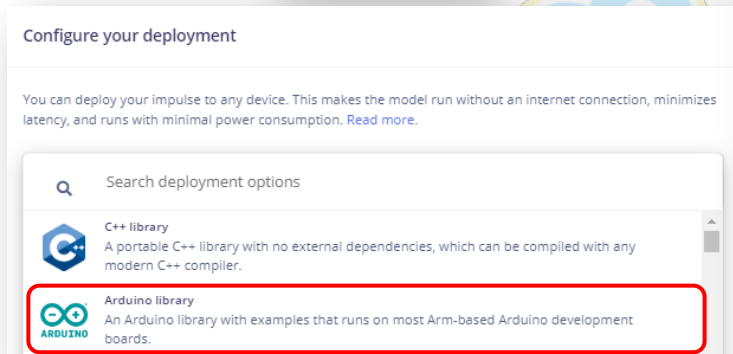 Configure your deployment
You can deploy your impulse to any device. This makes the model run without an internet connection, minimizes
latency, and runs with minimal power consumption. Read more.
Search deployment options
C++ library
A portable C++ library with no external dependencies, which can be compiled with any
modern C++ compiler.
Arduino library
An Arduino library with examples that runs on most Arm-based Arduino development
boards.
ARDUINO